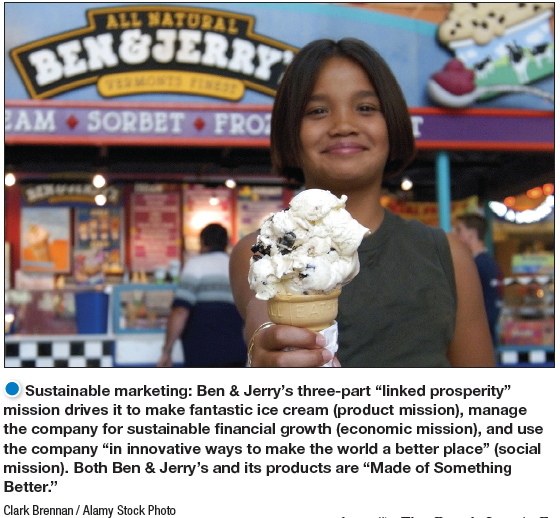 ALL NATURAL
BEN & JERRY'S
VERMONT'S FINEST
SORBET ♦ FROZ
Sustainable marketing: Ben & Jerry's three-part "linked prosperity"
mission drives it to make fantastic ice cream (product mission), manage
the company for sustainable financial growth (economic mission), and use
the company "in innovative ways to make the world a better place" (social
mission). Both Ben & Jerry's and its products are "Made of Something
Better."
Clark Brennan / Alamy Stock Photo